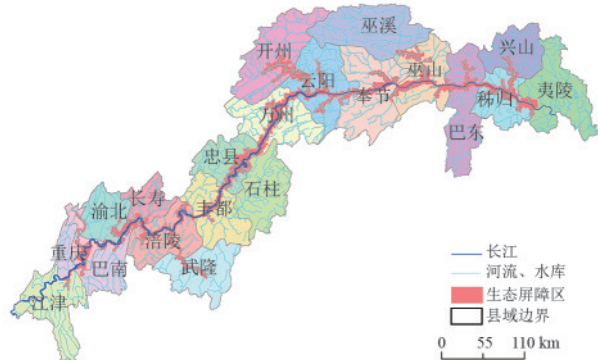 巫溪
兴山
开州
巫山
云阳
夷陵
奉节
秭归
万州
巴东
忠县
石柱
长寿
丰都
渝北
涪陵
重庆
武隆
巴南
江津
长江
河流、水库
生态屏障区
县域边界
0 55 110 km